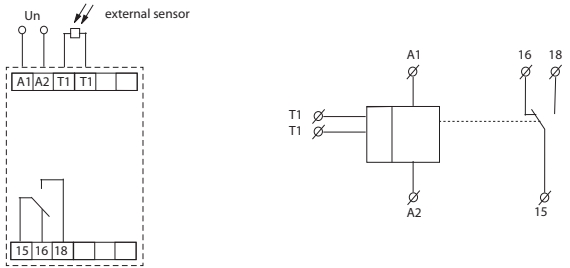 Un external sensor
A1 A2 T1 T1
15 16 18
A1 16 18
T1
T1
A2 15